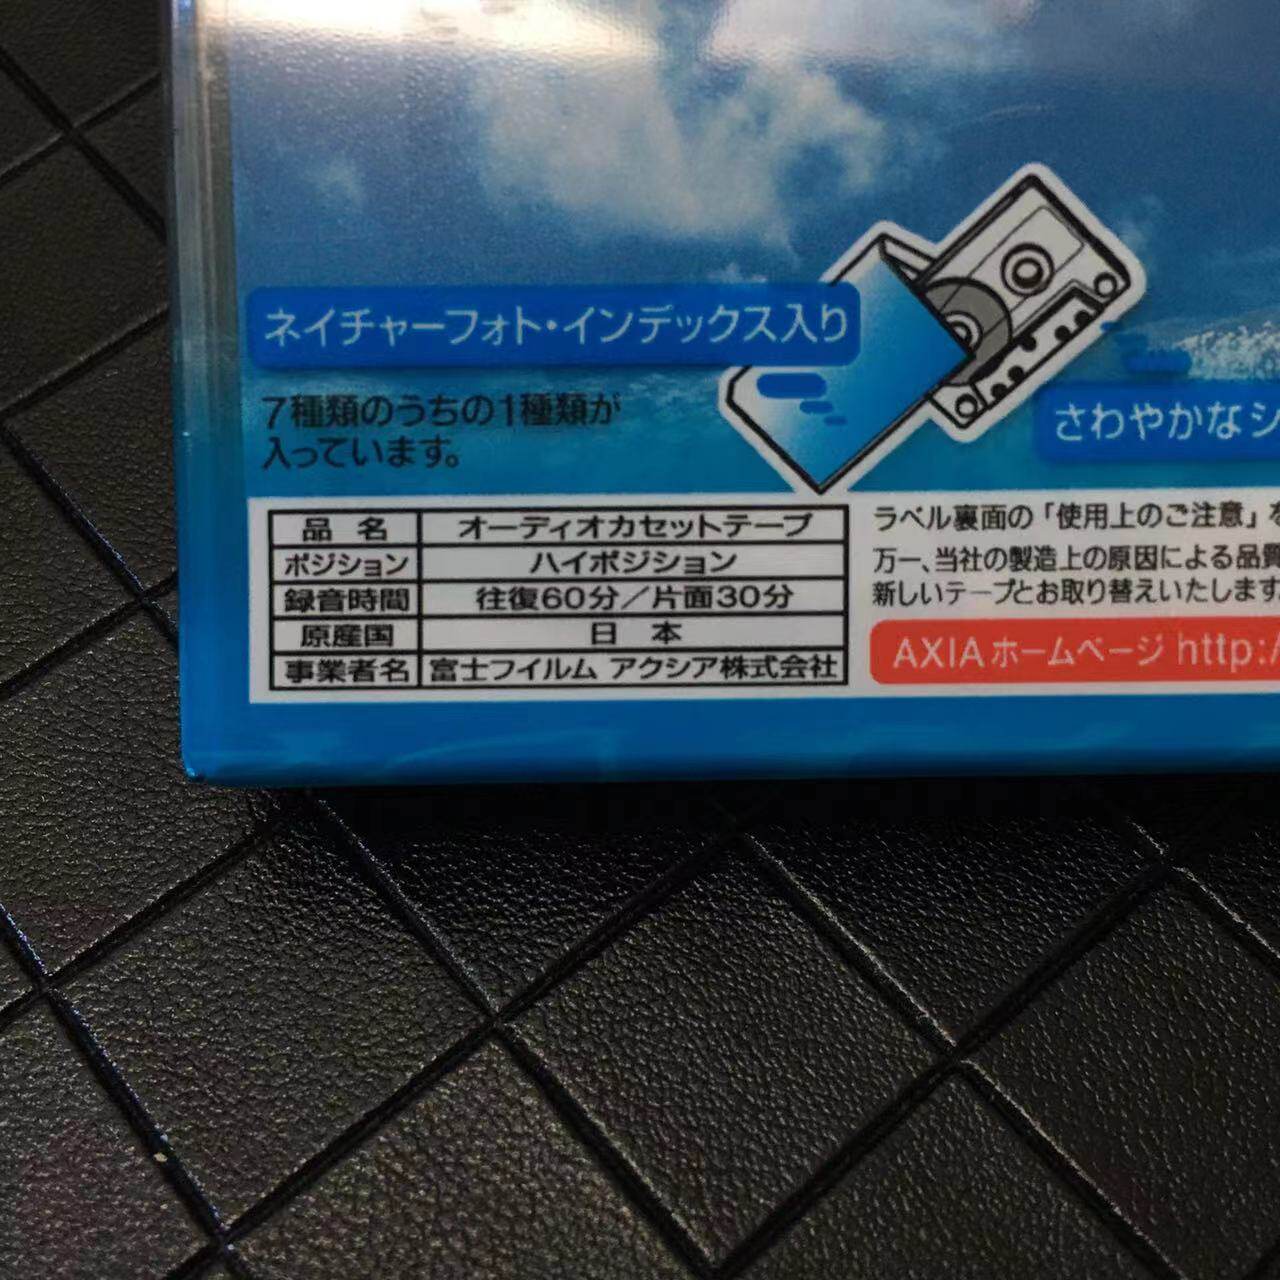 ネイチャーフォト・インデックス入り
7種類のうちの1種類が
入っています。
さわやかなシ
品名 オーディオカセットテープ
ポジション ハイポジション
録音時間 往復60分／片面30分
原産国 日本
事業者名 富士フイルム アクシア株式会社
ラベル裏面の「使用上のご注意」を
万一、当社の製造上の原因による品質
新しいテープとお取り替えいたします
AXIAホームページ http:/